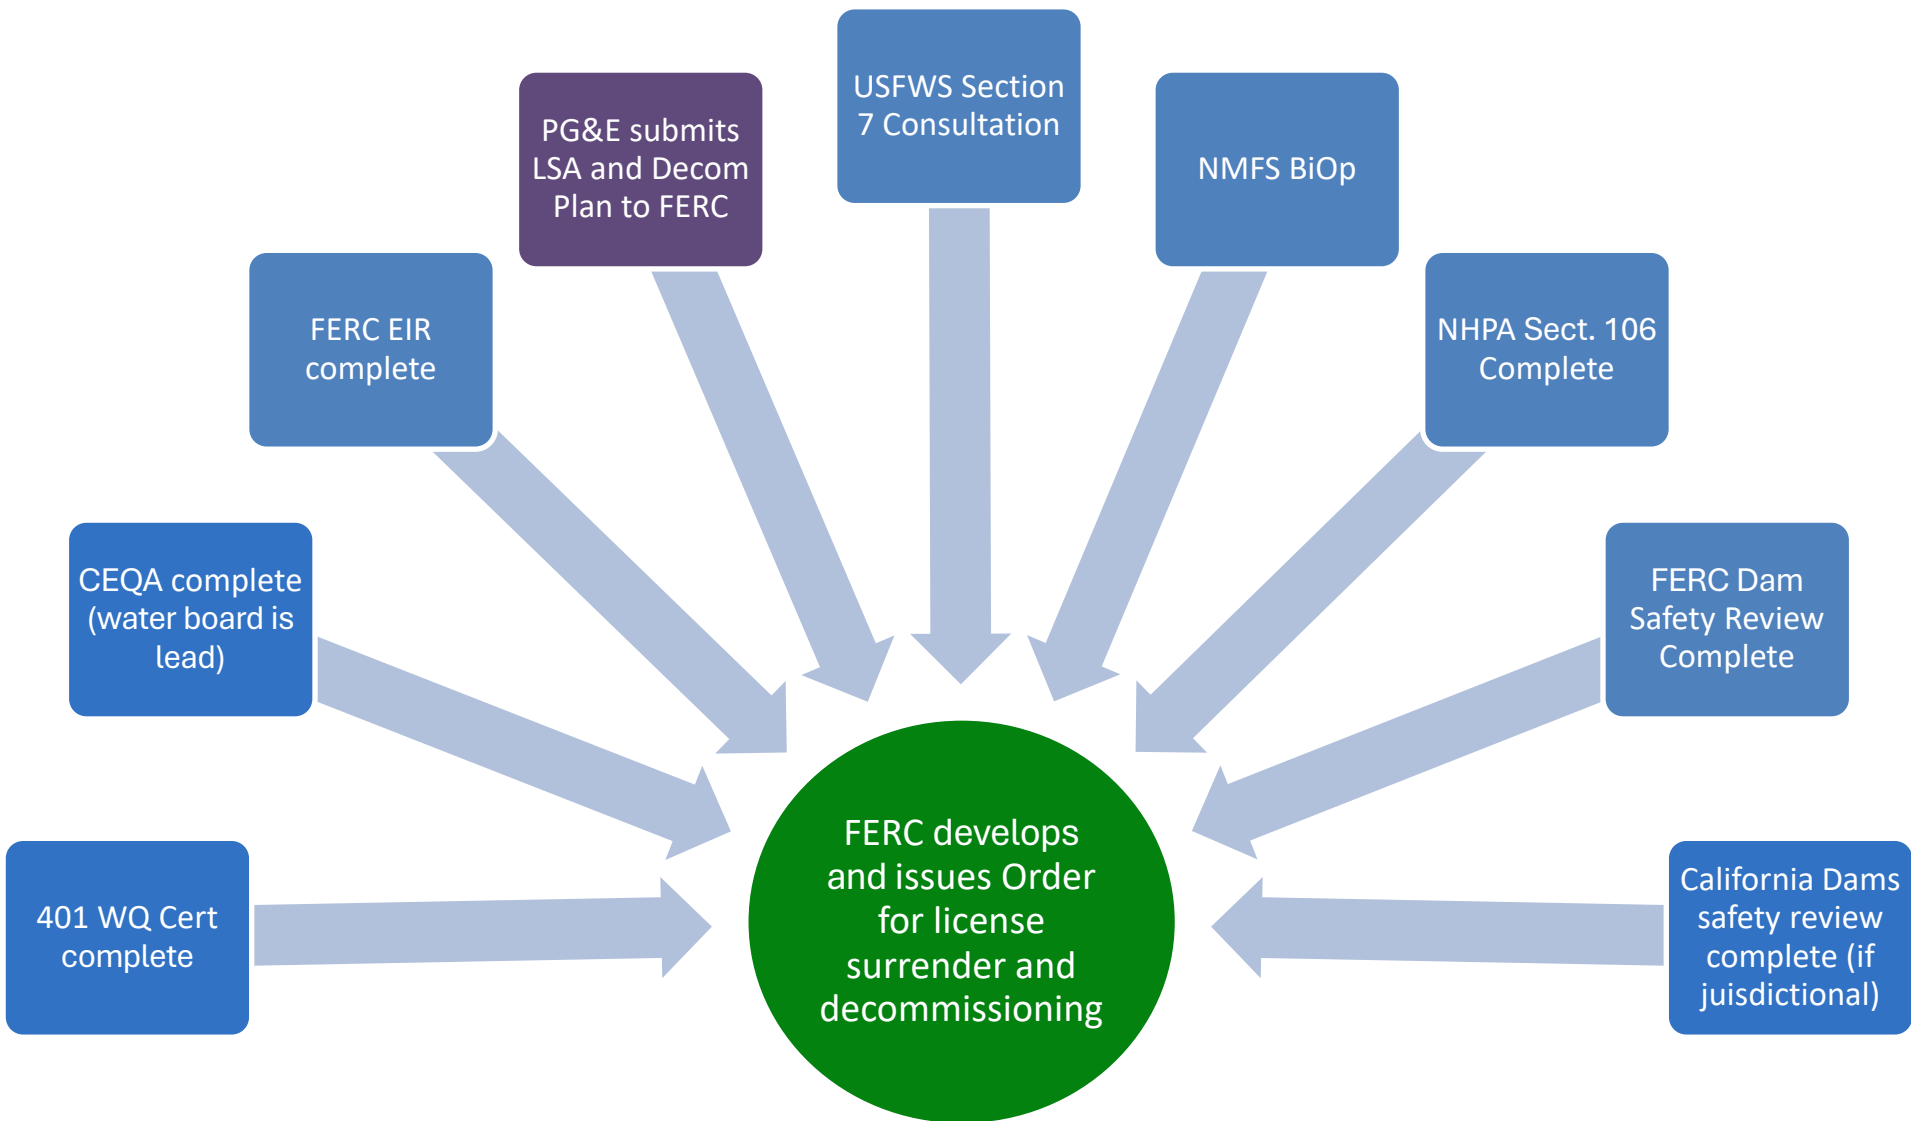 USFWS Section
7 Consultation
PG&E submits
LSA and Decom
Plan to FERC
NMFS BiOp
FERC EIR
complete
NHPA Sect. 106
Complete
CEQA complete
(water board is
lead)
FERC Dam
Safety Review
Complete
401 WQ Cert
complete
FERC develops
and issues Order
for license
surrender and
decommissioning
California Dams
safety review
complete (if
juisdictional)